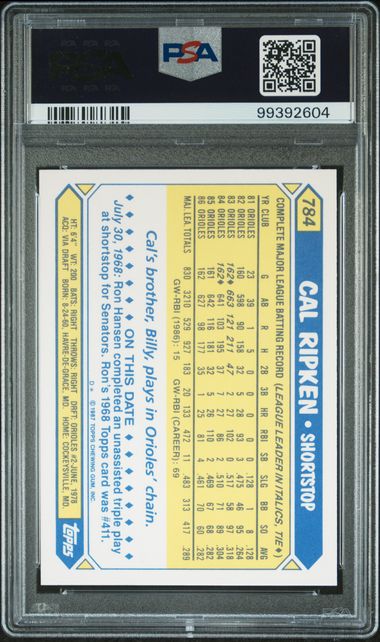 PSA
99392604
784 CAL RIPKEN • SHORTSTOP
COMPLETE MAJOR LEAGUE BATTING RECORD (LEAGUE LEADER IN ITALICS, TIE♦)
YR CLUB G AB R H 2B 3B HR RBI SB SLG BB SO AVG
81 ORIOLES 23 39 1 5 0 0 0 0 0 .128 1 8 .128
82 ORIOLES 160 598 90 158 32 5 28 93 3 .475 46 95 .264
83 ORIOLES 162♦ 663 121 211 47 2 27 102 0 .517 58 97 .318
84 ORIOLES 162♦ 641 103 195 37 7 27 86 2 .510 71 89 .304
85 ORIOLES 161 642 116 181 32 5 26 110 2 .469 67 68 .282
86 ORIOLES 162 627 98 177 35 1 25 81 4 .461 70 60 .282
MAJ. LEA. TOTALS 830 3210 529 927 183 20 133 472 11 .483 313 417 .289
GW-RBI (1986): 15 GW-RBI (CAREER): 69
Cal's brother, Billy, plays in Orioles' chain.
♦ ♦ ♦ ♦ ♦ ♦ ON THIS DATE ♦ ♦ ♦ ♦ ♦ ♦
July 30, 1968: Ron Hansen completed an unassisted triple play
at shortstop for Senators. Ron's 1968 Topps card was #411.
D* © 1987 TOPPS CHEWING GUM, INC.
HT: 6'4" WT: 200 BATS: RIGHT THROWS: RIGHT DRFT: ORIOLES #2-JUNE, 1978
ACQ: VIA DRAFT BORN: 8-24-60, HAVRE-DE-GRACE, MD. HOME: COCKEYSVILLE, MD.
TOPPS